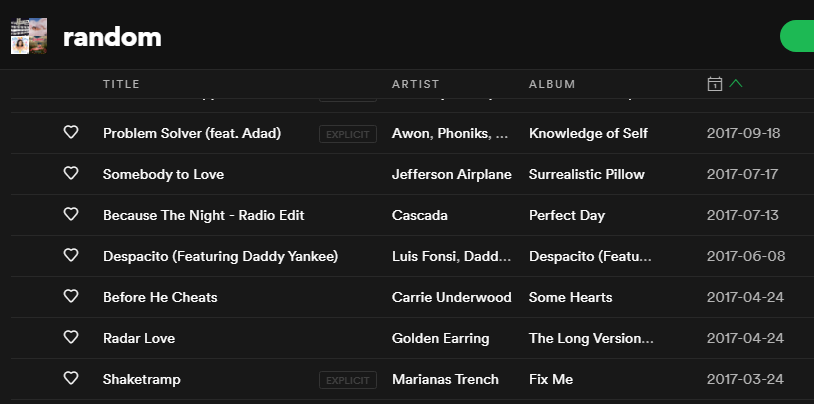 random
TITLE ARTIST ALBUM
Problem Solver (feat. Adad) EXPLICIT Awon, Phoniks, ... Knowledge of Self 2017-09-18
Somebody to Love Jefferson Airplane Surrealistic Pillow 2017-07-17
Because The Night - Radio Edit Cascada Perfect Day 2017-07-13
Despacito (Featuring Daddy Yankee) Luis Fonsi, Dadd... Despacito (Featu... 2017-06-08
Before He Cheats Carrie Underwood Some Hearts 2017-04-24
Radar Love Golden Earring The Long Version... 2017-04-24
Shaketramp EXPLICIT Marianas Trench Fix Me 2017-03-24